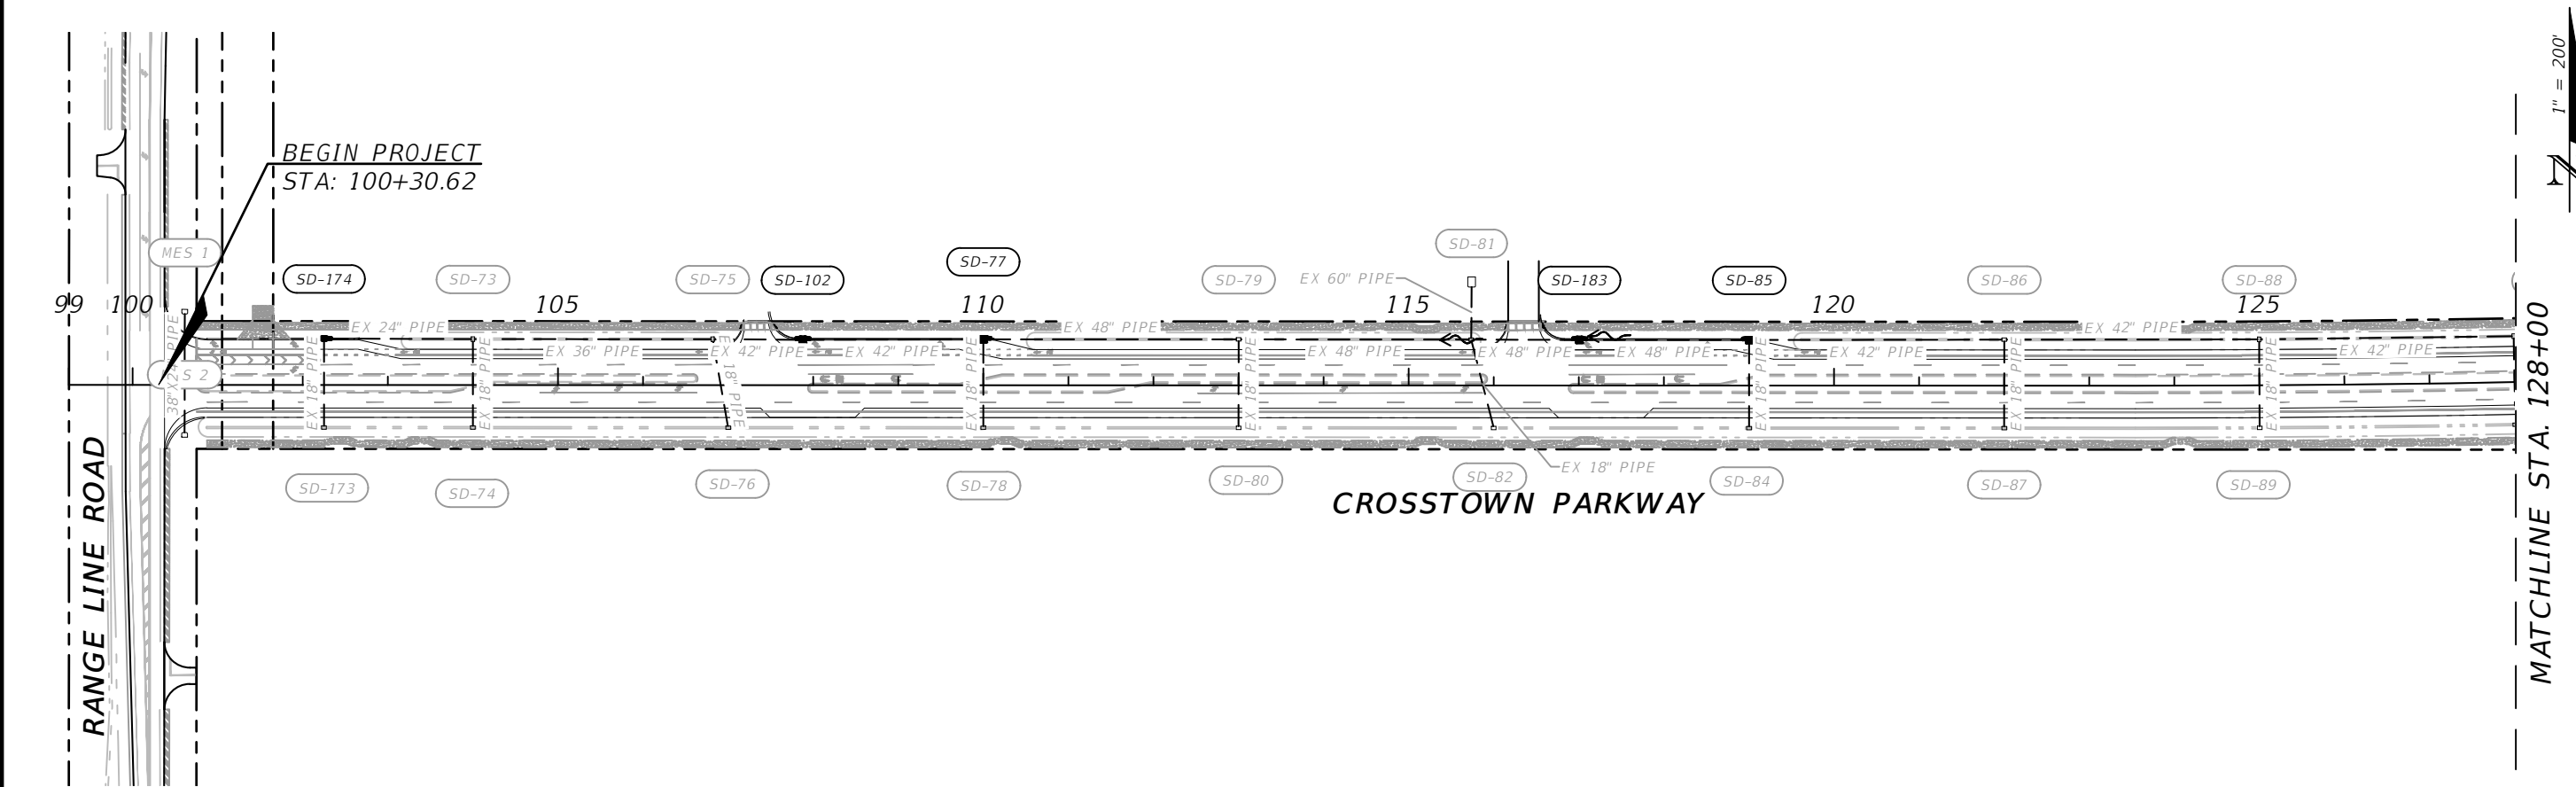 1" = 200'
N
BEGIN PROJECT
STA: 100+30.62
MES 1
SD-174
SD-73
SD-75
SD-102
SD-77
SD-79
EX 60" PIPE
SD-81
SD-183
SD-85
SD-86
SD-88
99
100
105
110
115
120
125
EX 24" PIPE
EX 48" PIPE
EX 42" PIPE
EX 36" PIPE
EX 42" PIPE
EX 42" PIPE
EX 48" PIPE
EX 48" PIPE
EX 48" PIPE
EX 42" PIPE
EX 42" PIPE
S 2
EX 18" PIPE
EX 18" PIPE
EX 18" PIPE
EX 18" PIPE
EX 18" PIPE
EX 18" PIPE
EX 18" PIPE
EX 18" PIPE
EX 18" PIPE
SD-173
SD-74
SD-76
SD-78
SD-80
SD-82
SD-84
SD-87
SD-89
CROSSTOWN PARKWAY
RANGE LINE ROAD
MATCHLINE STA. 128+00